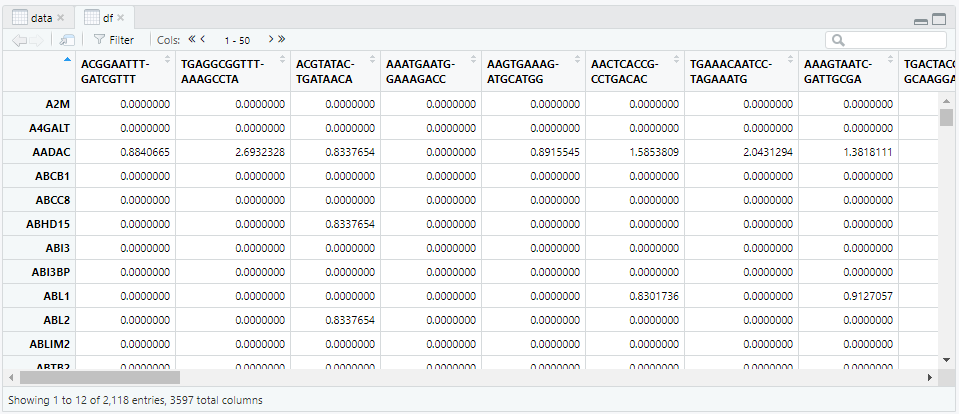 data df
Filter Cols: 1 - 50
ACGGAATTT- TGAGGCGGTTT- ACGTATAC- AAATGAATG- AAGTGAAAG- AACTCACCG- TGAAACAATCC- AAAGTAATC-
GATCGTTT AAAGCCTA TGATAACA GAAAGACC ATGCATGG CCTGACAC TAGAAATG GATTGCGA
A2M 0.0000000 0.0000000 0.0000000 0.0000000 0.0000000 0.0000000 0.0000000 0.0000000
A4GALT 0.0000000 0.0000000 0.0000000 0.0000000 0.0000000 0.0000000 0.0000000 0.0000000
AADAC 0.8840665 2.6932328 0.8337654 0.0000000 0.8915545 1.5853809 2.0431294 1.3818111
ABCB1 0.0000000 0.0000000 0.0000000 0.0000000 0.0000000 0.0000000 0.0000000 0.0000000
ABCC8 0.0000000 0.0000000 0.0000000 0.0000000 0.0000000 0.0000000 0.0000000 0.0000000
ABHD15 0.0000000 0.0000000 0.8337654 0.0000000 0.0000000 0.0000000 0.0000000 0.0000000
ABI3 0.0000000 0.0000000 0.0000000 0.0000000 0.0000000 0.0000000 0.0000000 0.0000000
ABI3BP 0.0000000 0.0000000 0.0000000 0.0000000 0.0000000 0.0000000 0.0000000 0.0000000
ABL1 0.0000000 0.0000000 0.0000000 0.0000000 0.0000000 0.8301736 0.0000000 0.9127057
ABL2 0.0000000 0.0000000 0.8337654 0.0000000 0.0000000 0.0000000 0.0000000 0.0000000
ABLIM2 0.0000000 0.0000000 0.0000000 0.0000000 0.0000000 0.0000000 0.0000000 0.0000000
Showing 1 to 12 of 2,118 entries, 3597 total columns